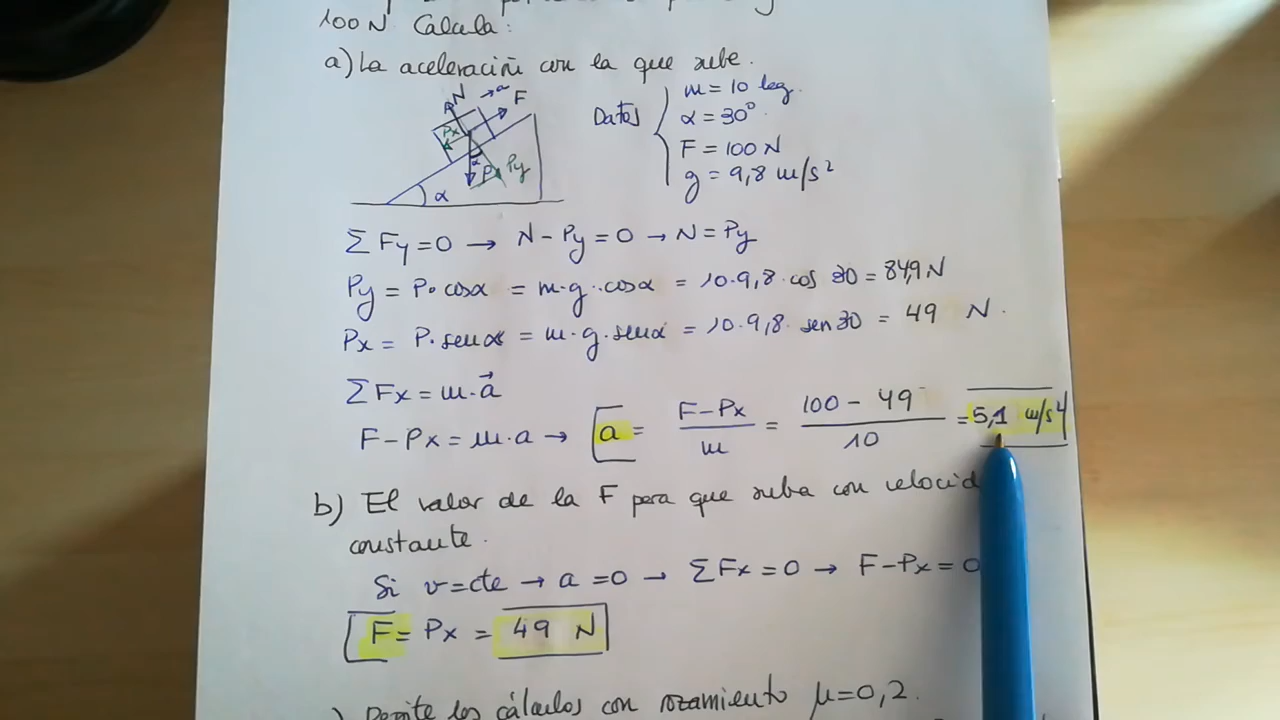 100 N Calcula:
a) La aceleración con la que sube.
N → a F
Px
α P Py
α
Datos m = 10 kg.
α = 30°
F = 100 N
g = 9,8 m/s²
Σ Fy = 0 → N - Py = 0 → N = Py
Py = P·cosα = m·g·cosα = 10·9,8·cos 30 = 84,9 N
Px = P·senα = m·g·senα = 10·9,8·sen 30 = 49 N.
Σ Fx = m·a⃗
F - Px = m·a → a = F - Px / m = 100 - 49 / 10 = 5,1 m/s²
b) El valor de la F para que suba con velocid
constante.
Si v = cte → a = 0 → Σ Fx = 0 → F - Px = 0
F = Px = 49 N
) Repite los cálculos con rozamiento μ = 0,2.